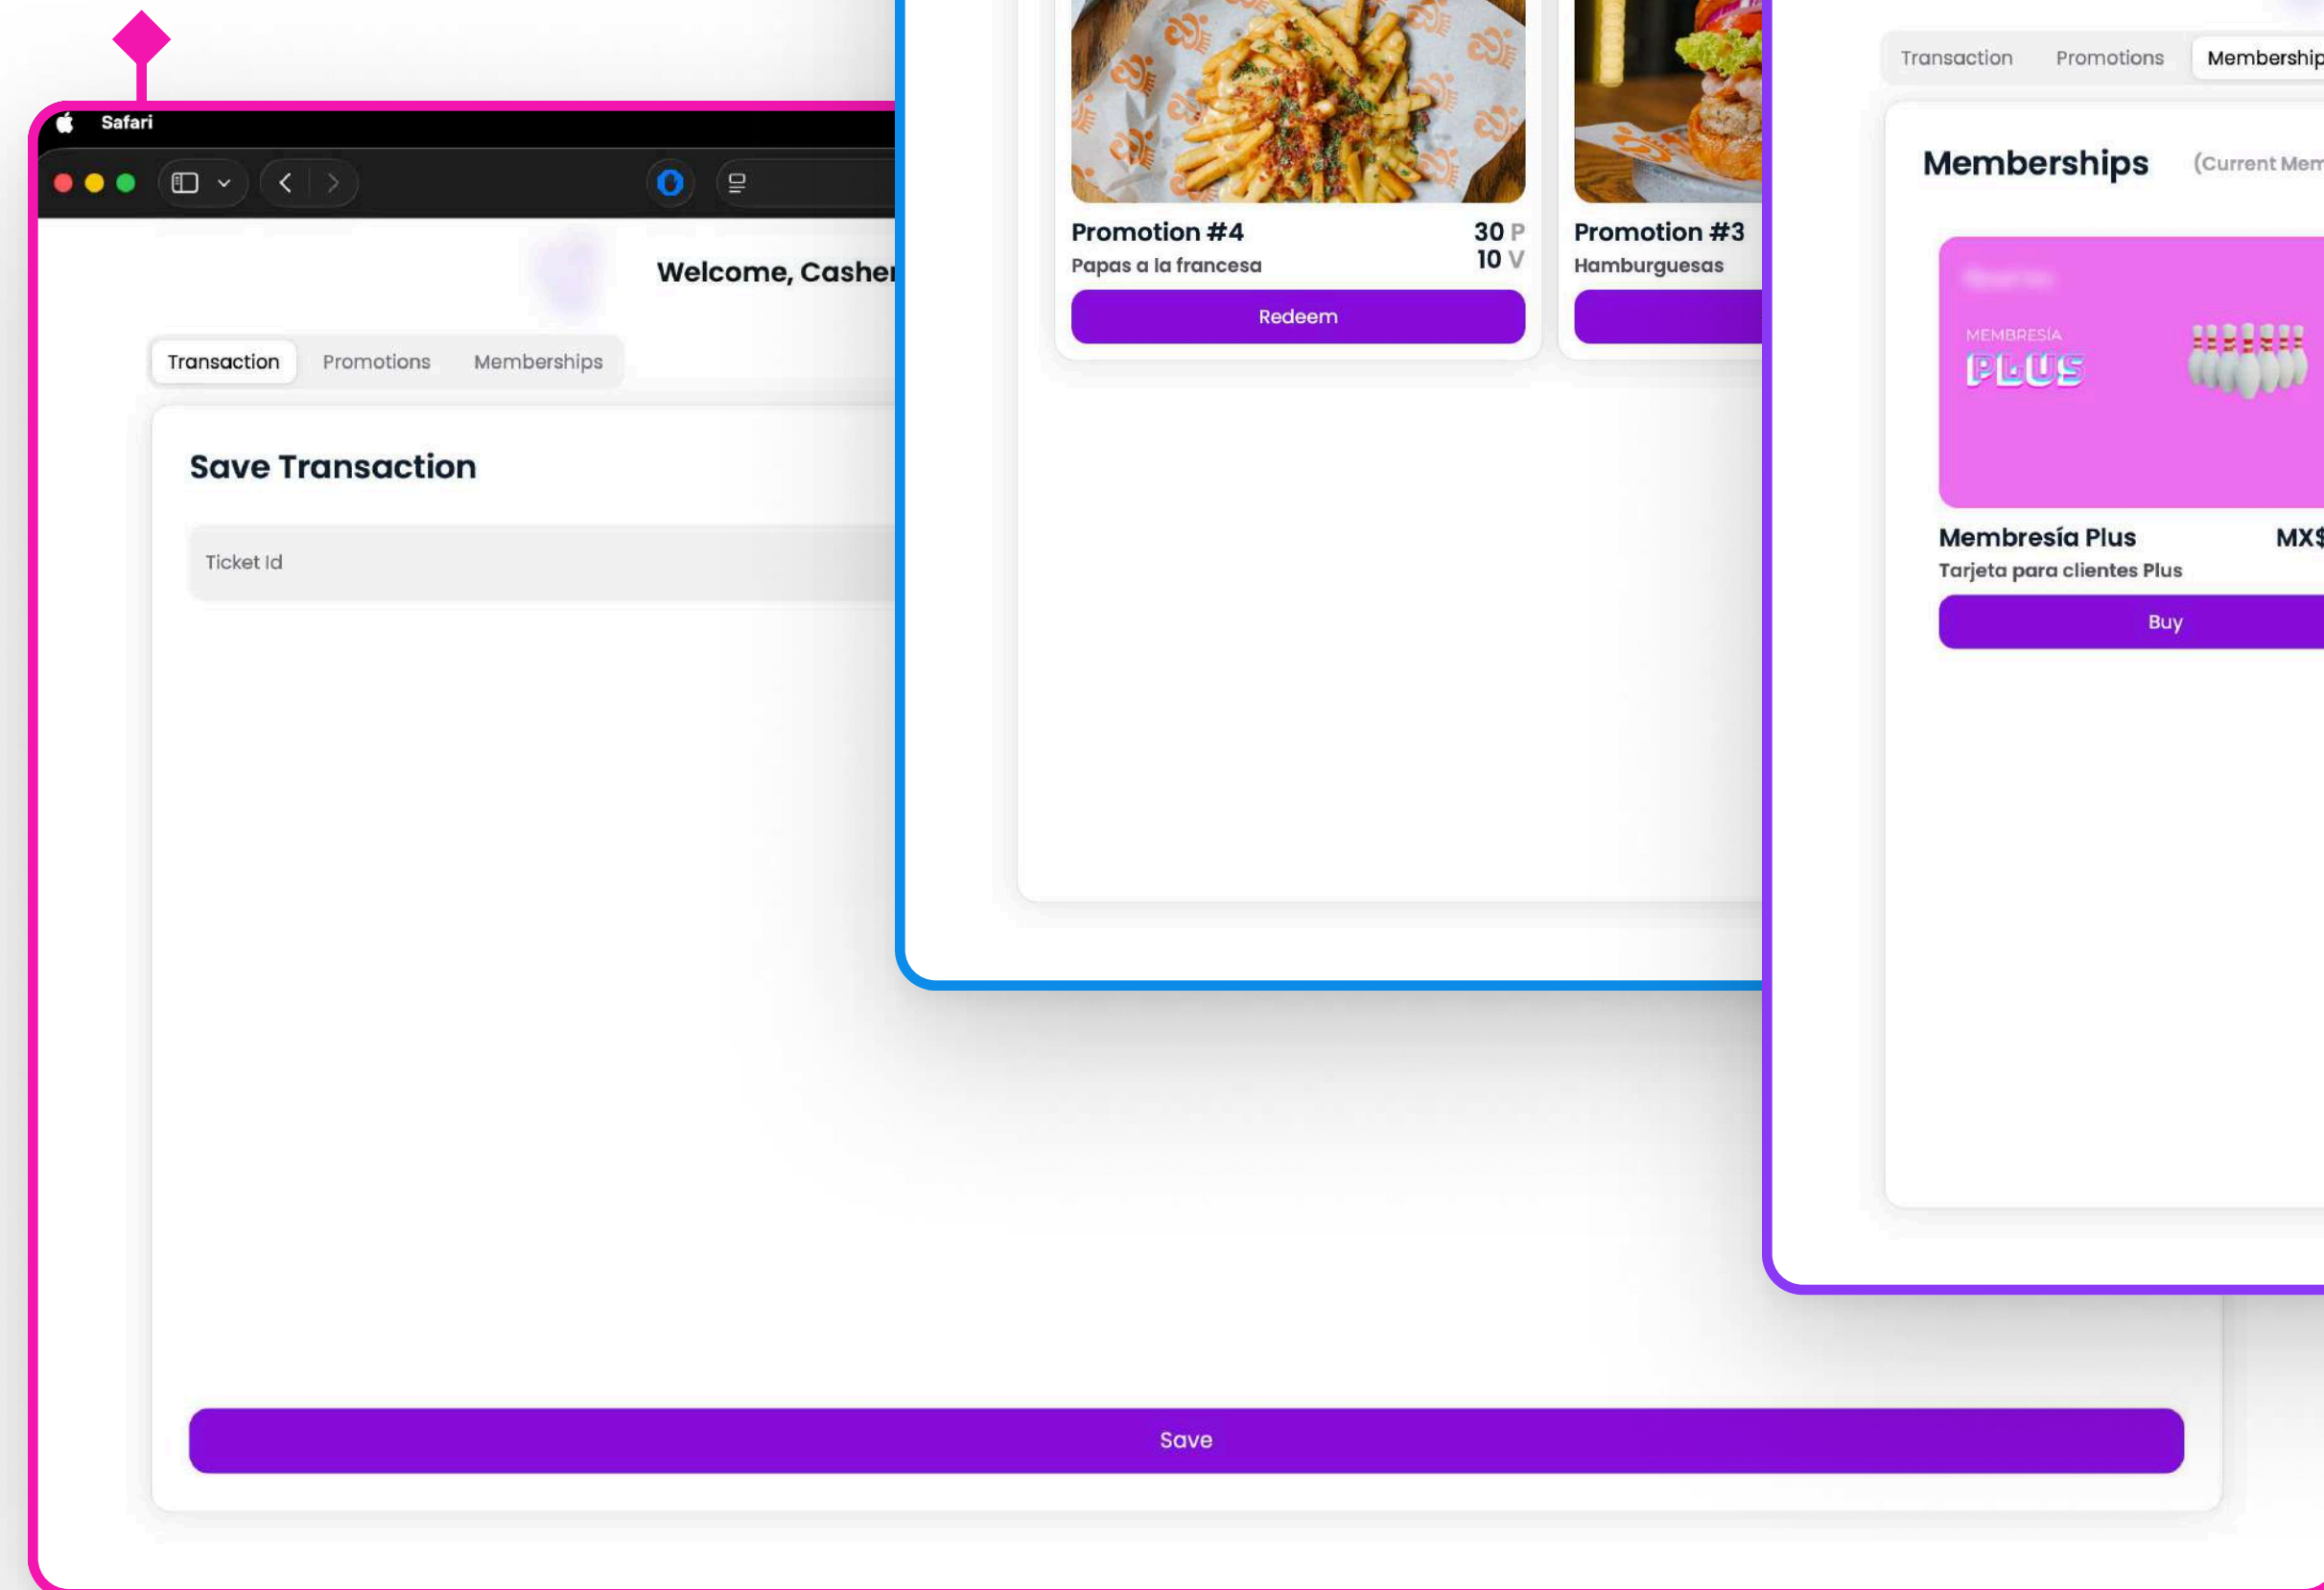 Safari
Welcome, Casher
Transaction Promotions Memberships
Save Transaction
Ticket Id
Save
Promotion #4 30 P
Papas a la francesa 10 V
Redeem
Promotion #3
Hamburguesas
Transaction Promotions Membership
Memberships (Current Mem
MEMBRESÍA
PLUS
Membresía Plus MX$
Tarjeta para clientes Plus
Buy